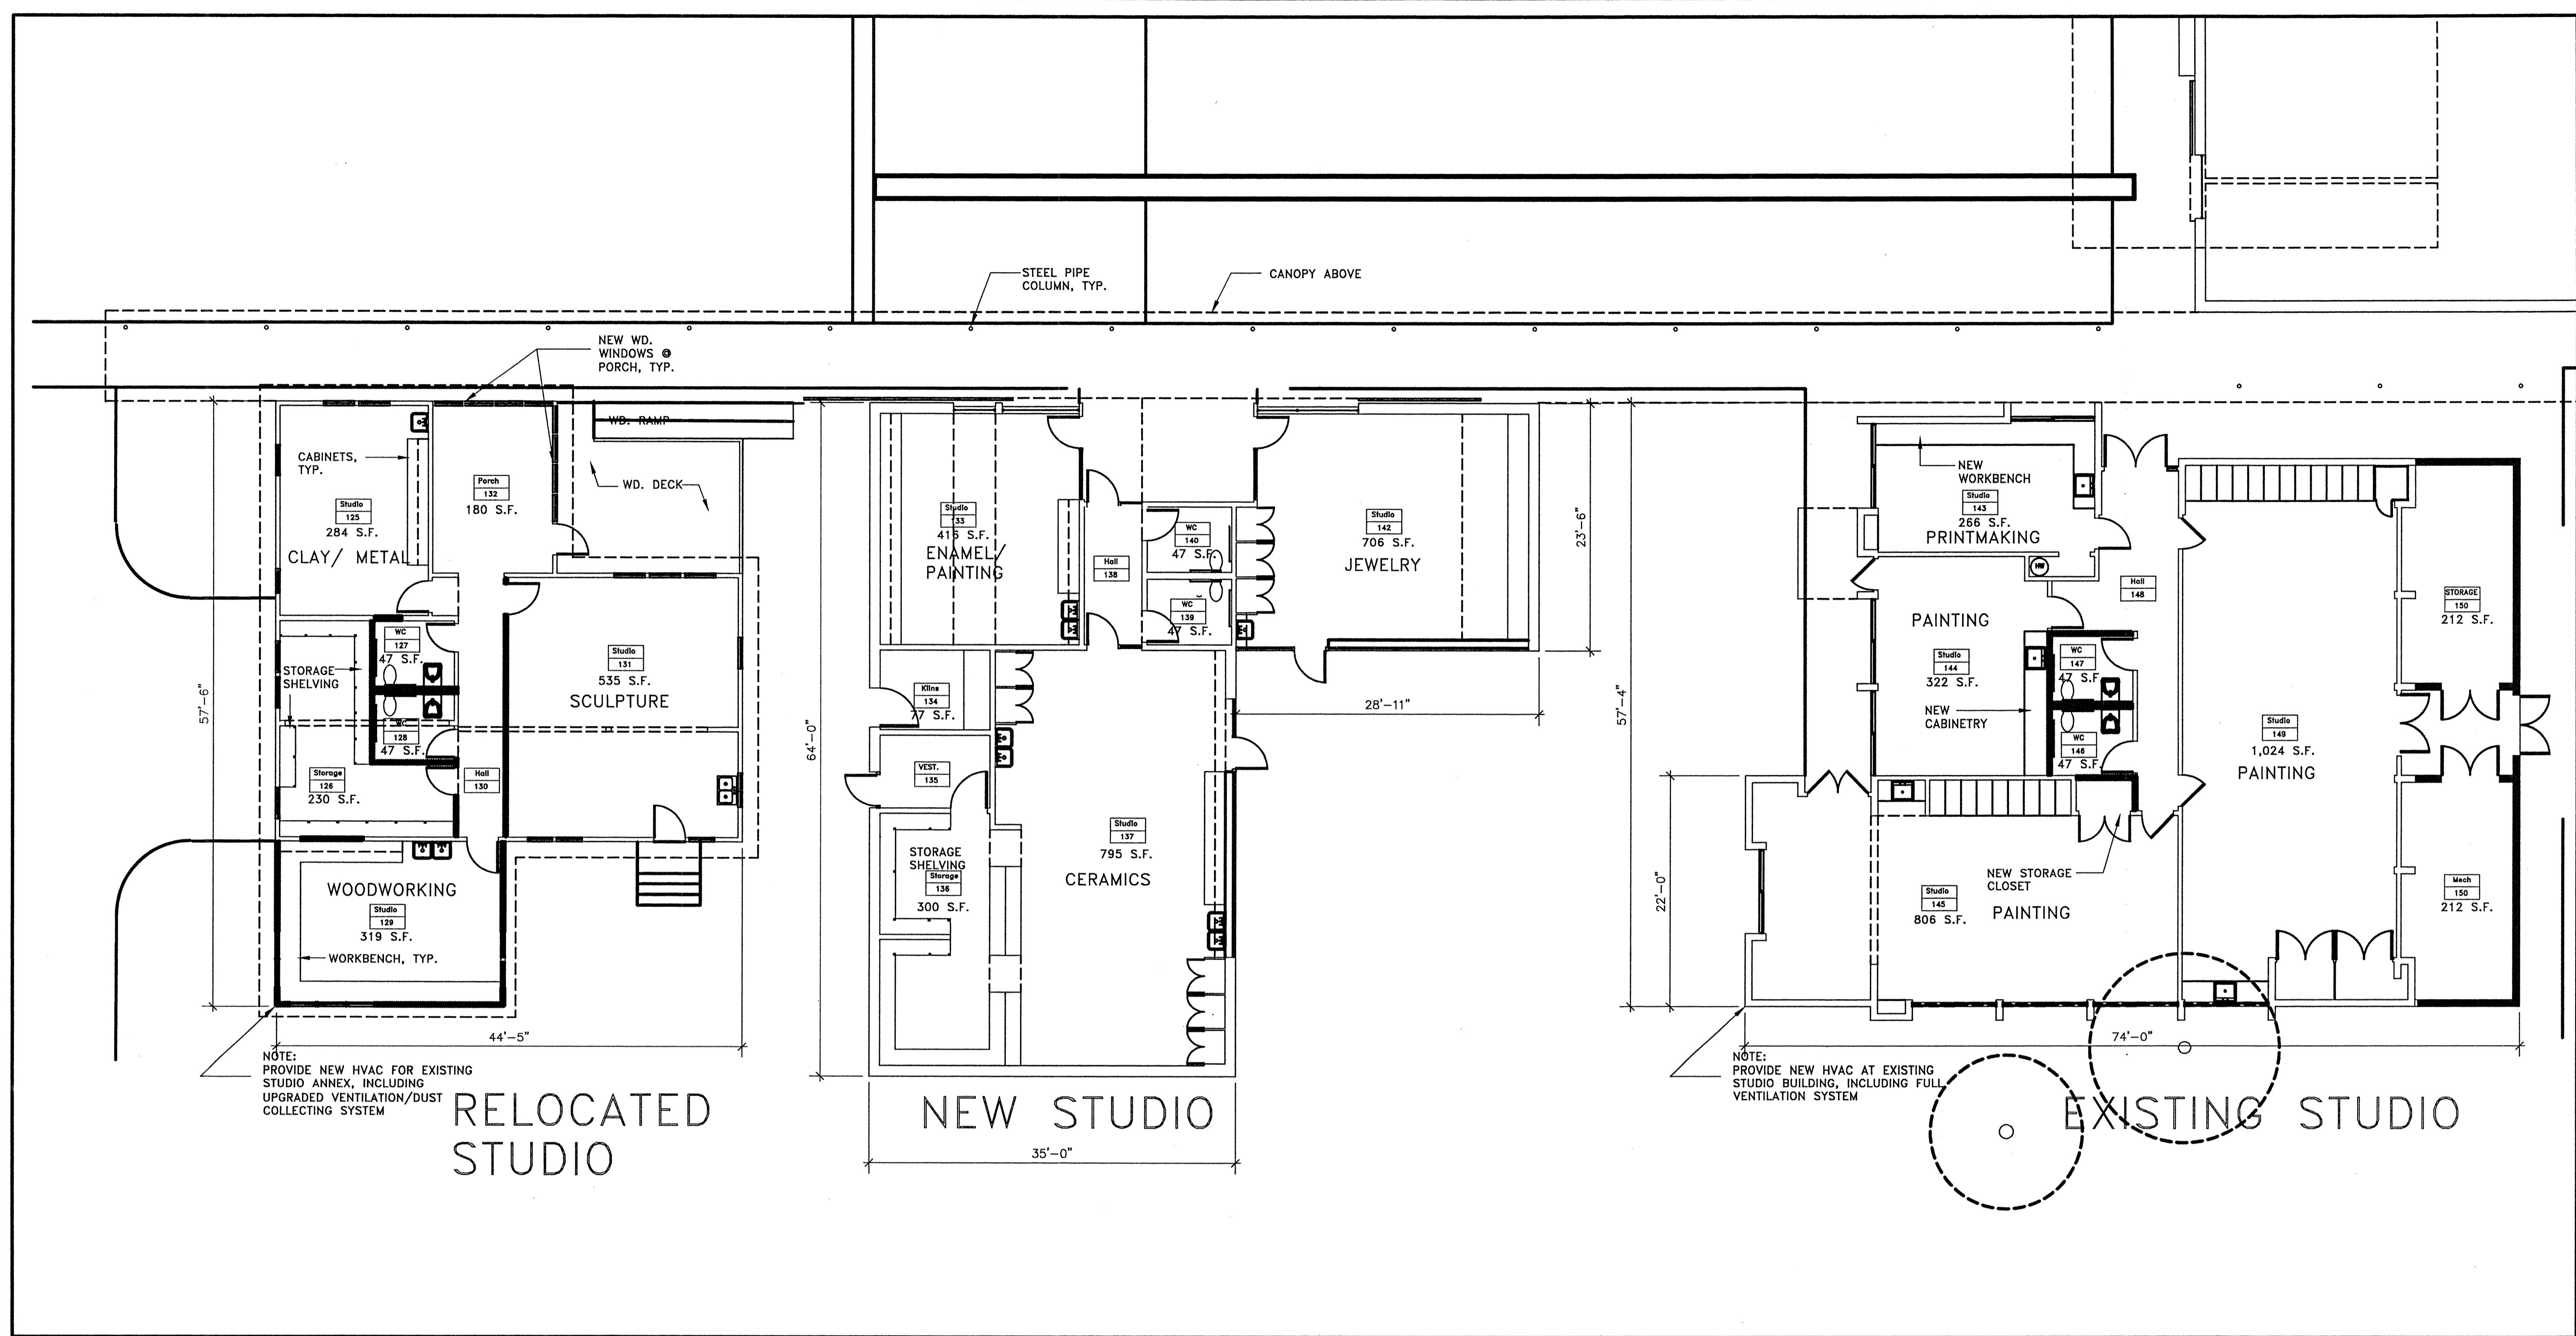 STEEL PIPE
COLUMN, TYP.
CANOPY ABOVE
NEW WD.
WINDOWS @
PORCH, TYP.
WD. RAMP
CABINETS,
TYP.
Porch
132
180 S.F.
WD. DECK
Studio
125
284 S.F.
CLAY/ METAL
WC
127
47 S.F.
STORAGE
SHELVING
Studio
131
535 S.F.
SCULPTURE
57'-6"
WC
128
47 S.F.
Storage
126
230 S.F.
Hall
130
WOODWORKING
Studio
129
319 S.F.
WORKBENCH, TYP.
44'-5"
NOTE:
PROVIDE NEW HVAC FOR EXISTING
STUDIO ANNEX, INCLUDING
UPGRADED VENTILATION/DUST
COLLECTING SYSTEM
RELOCATED
STUDIO
Studio
133
416 S.F.
ENAMEL/
PAINTING
Hall
138
WC
140
47 S.F.
WC
139
47 S.F.
Studio
142
706 S.F.
JEWELRY
23'-6"
28'-11"
64'-0"
Kilns
134
77 S.F.
VEST.
135
STORAGE
SHELVING
Storage
136
300 S.F.
Studio
137
795 S.F.
CERAMICS
NEW STUDIO
35'-0"
NEW
WORKBENCH
Studio
143
266 S.F.
PRINTMAKING
HW
Hall
148
PAINTING
Studio
144
322 S.F.
NEW
CABINETRY
WC
147
47 S.F.
WC
146
47 S.F.
57'-4"
22'-0"
Studio
149
1,024 S.F.
PAINTING
STORAGE
150
212 S.F.
Mech
150
212 S.F.
NEW STORAGE
CLOSET
Studio
145
806 S.F.
PAINTING
74'-0"
NOTE:
PROVIDE NEW HVAC AT EXISTING
STUDIO BUILDING, INCLUDING FULL
VENTILATION SYSTEM
EXISTING STUDIO